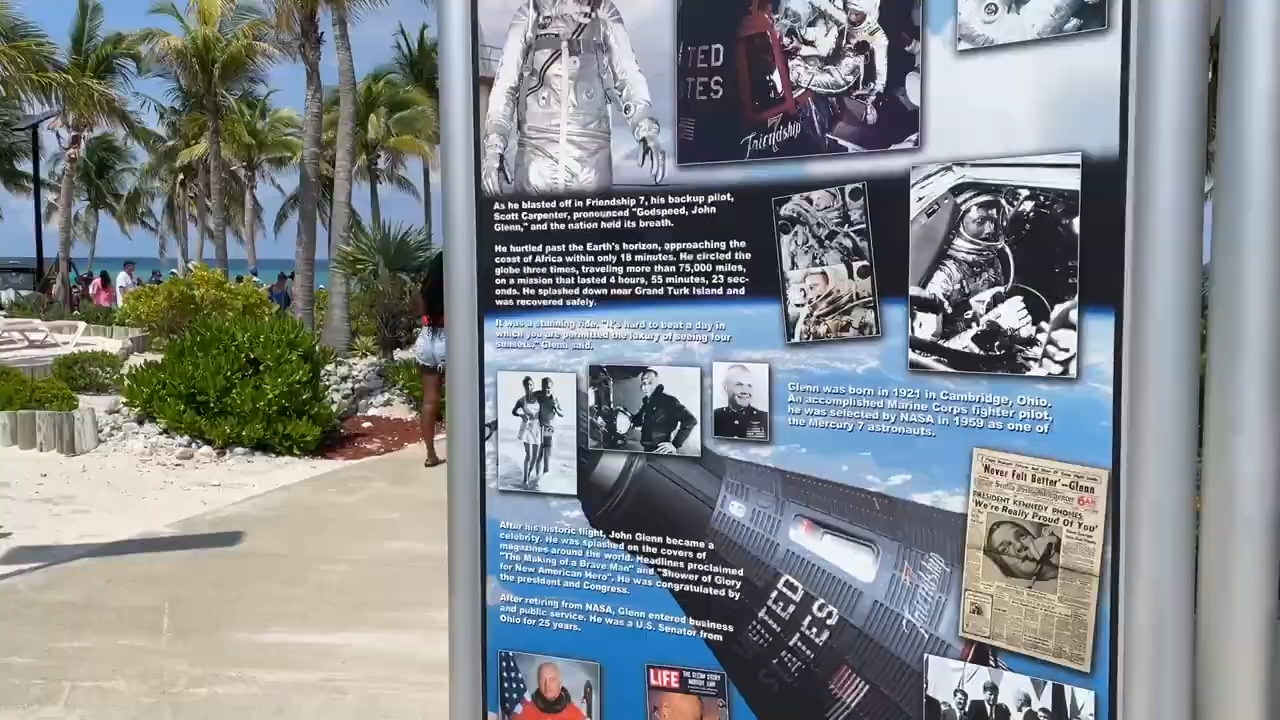 TED
TES
Friendship
As he blasted off in Friendship 7, his backup pilot,
Scott Carpenter, pronounced "Godspeed, John
Glenn," and the nation held its breath.
He hurtled past the Earth's horizon, approaching the
coast of Africa within only 18 minutes. He circled the
globe three times, traveling more than 75,000 miles,
on a mission that lasted 4 hours, 55 minutes, 23 sec-
onds. He splashed down near Grand Turk Island and
was recovered safely.
It was a stunning ride. "It's hard to beat a day in
which you are permitted the luxury of seeing four
sunsets," Glenn said.
Glenn was born in 1921 in Cambridge, Ohio.
An accomplished Marine Corps fighter pilot,
he was selected by NASA in 1959 as one of
the Mercury 7 astronauts.
'Never Felt Better'—Glenn
PRESIDENT KENNEDY PHONES,
'We're Really Proud Of You'
After his historic flight, John Glenn became a
celebrity. He was splashed on the covers of
magazines around the world. Headlines proclaimed
"The Making of a Brave Man" and "Shower of Glory
for New American Hero". He was congratulated by
the president and Congress.
After retiring from NASA, Glenn entered business
and public service. He was a U.S. Senator from
Ohio for 25 years.
UNITED
STATES
Friendship
LIFE